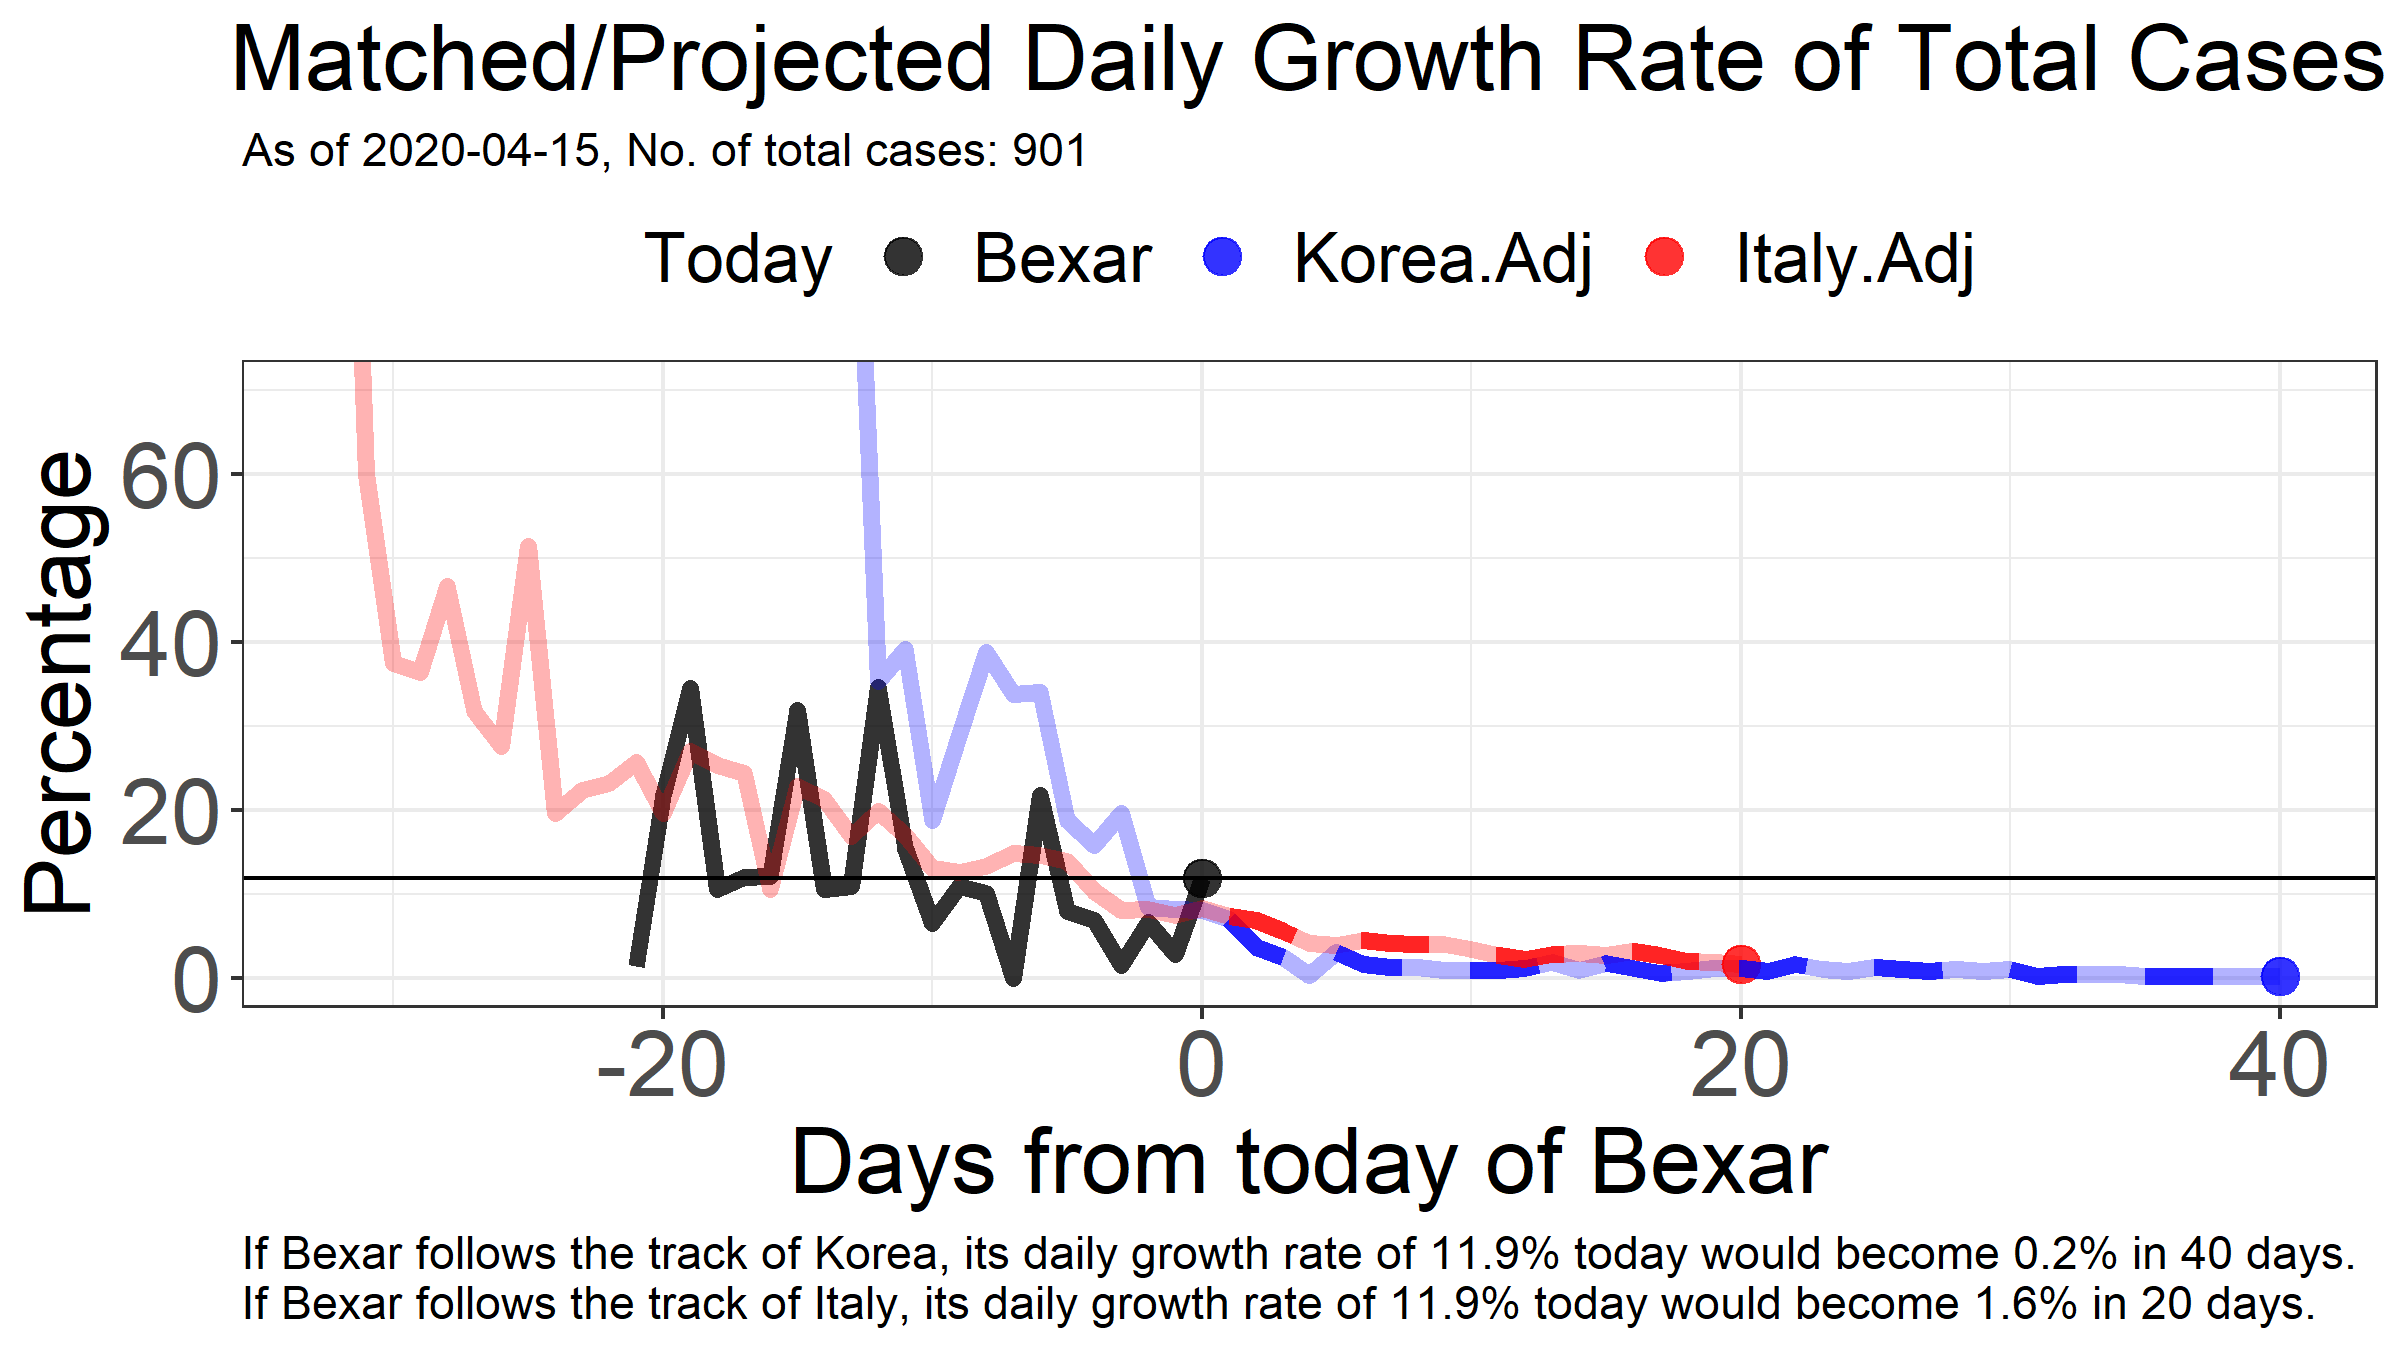 Matched/Projected Daily Growth Rate of Total Cases
As of 2020-04-15, No. of total cases: 901
Today Bexar Korea.Adj Italy.Adj
Percentage
60
40
20
0
-20 0 20 40
Days from today of Bexar
If Bexar follows the track of Korea, its daily growth rate of 11.9% today would become 0.2% in 40 days.
If Bexar follows the track of Italy, its daily growth rate of 11.9% today would become 1.6% in 20 days.